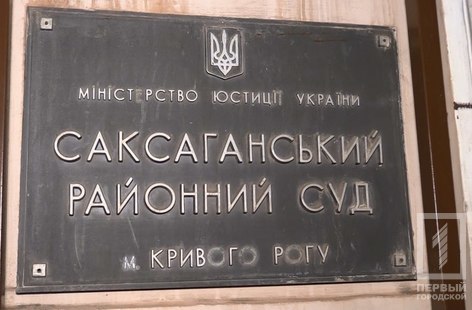 МІНІСТЕРСТВО ЮСТИЦІЇ УКРАЇНИ
САКСАГАНСЬКИЙ
РАЙОННИЙ СУД
м. КРИВОГО РОГУ
ПЕРВЫЙ
ГОРОДСКОЙ